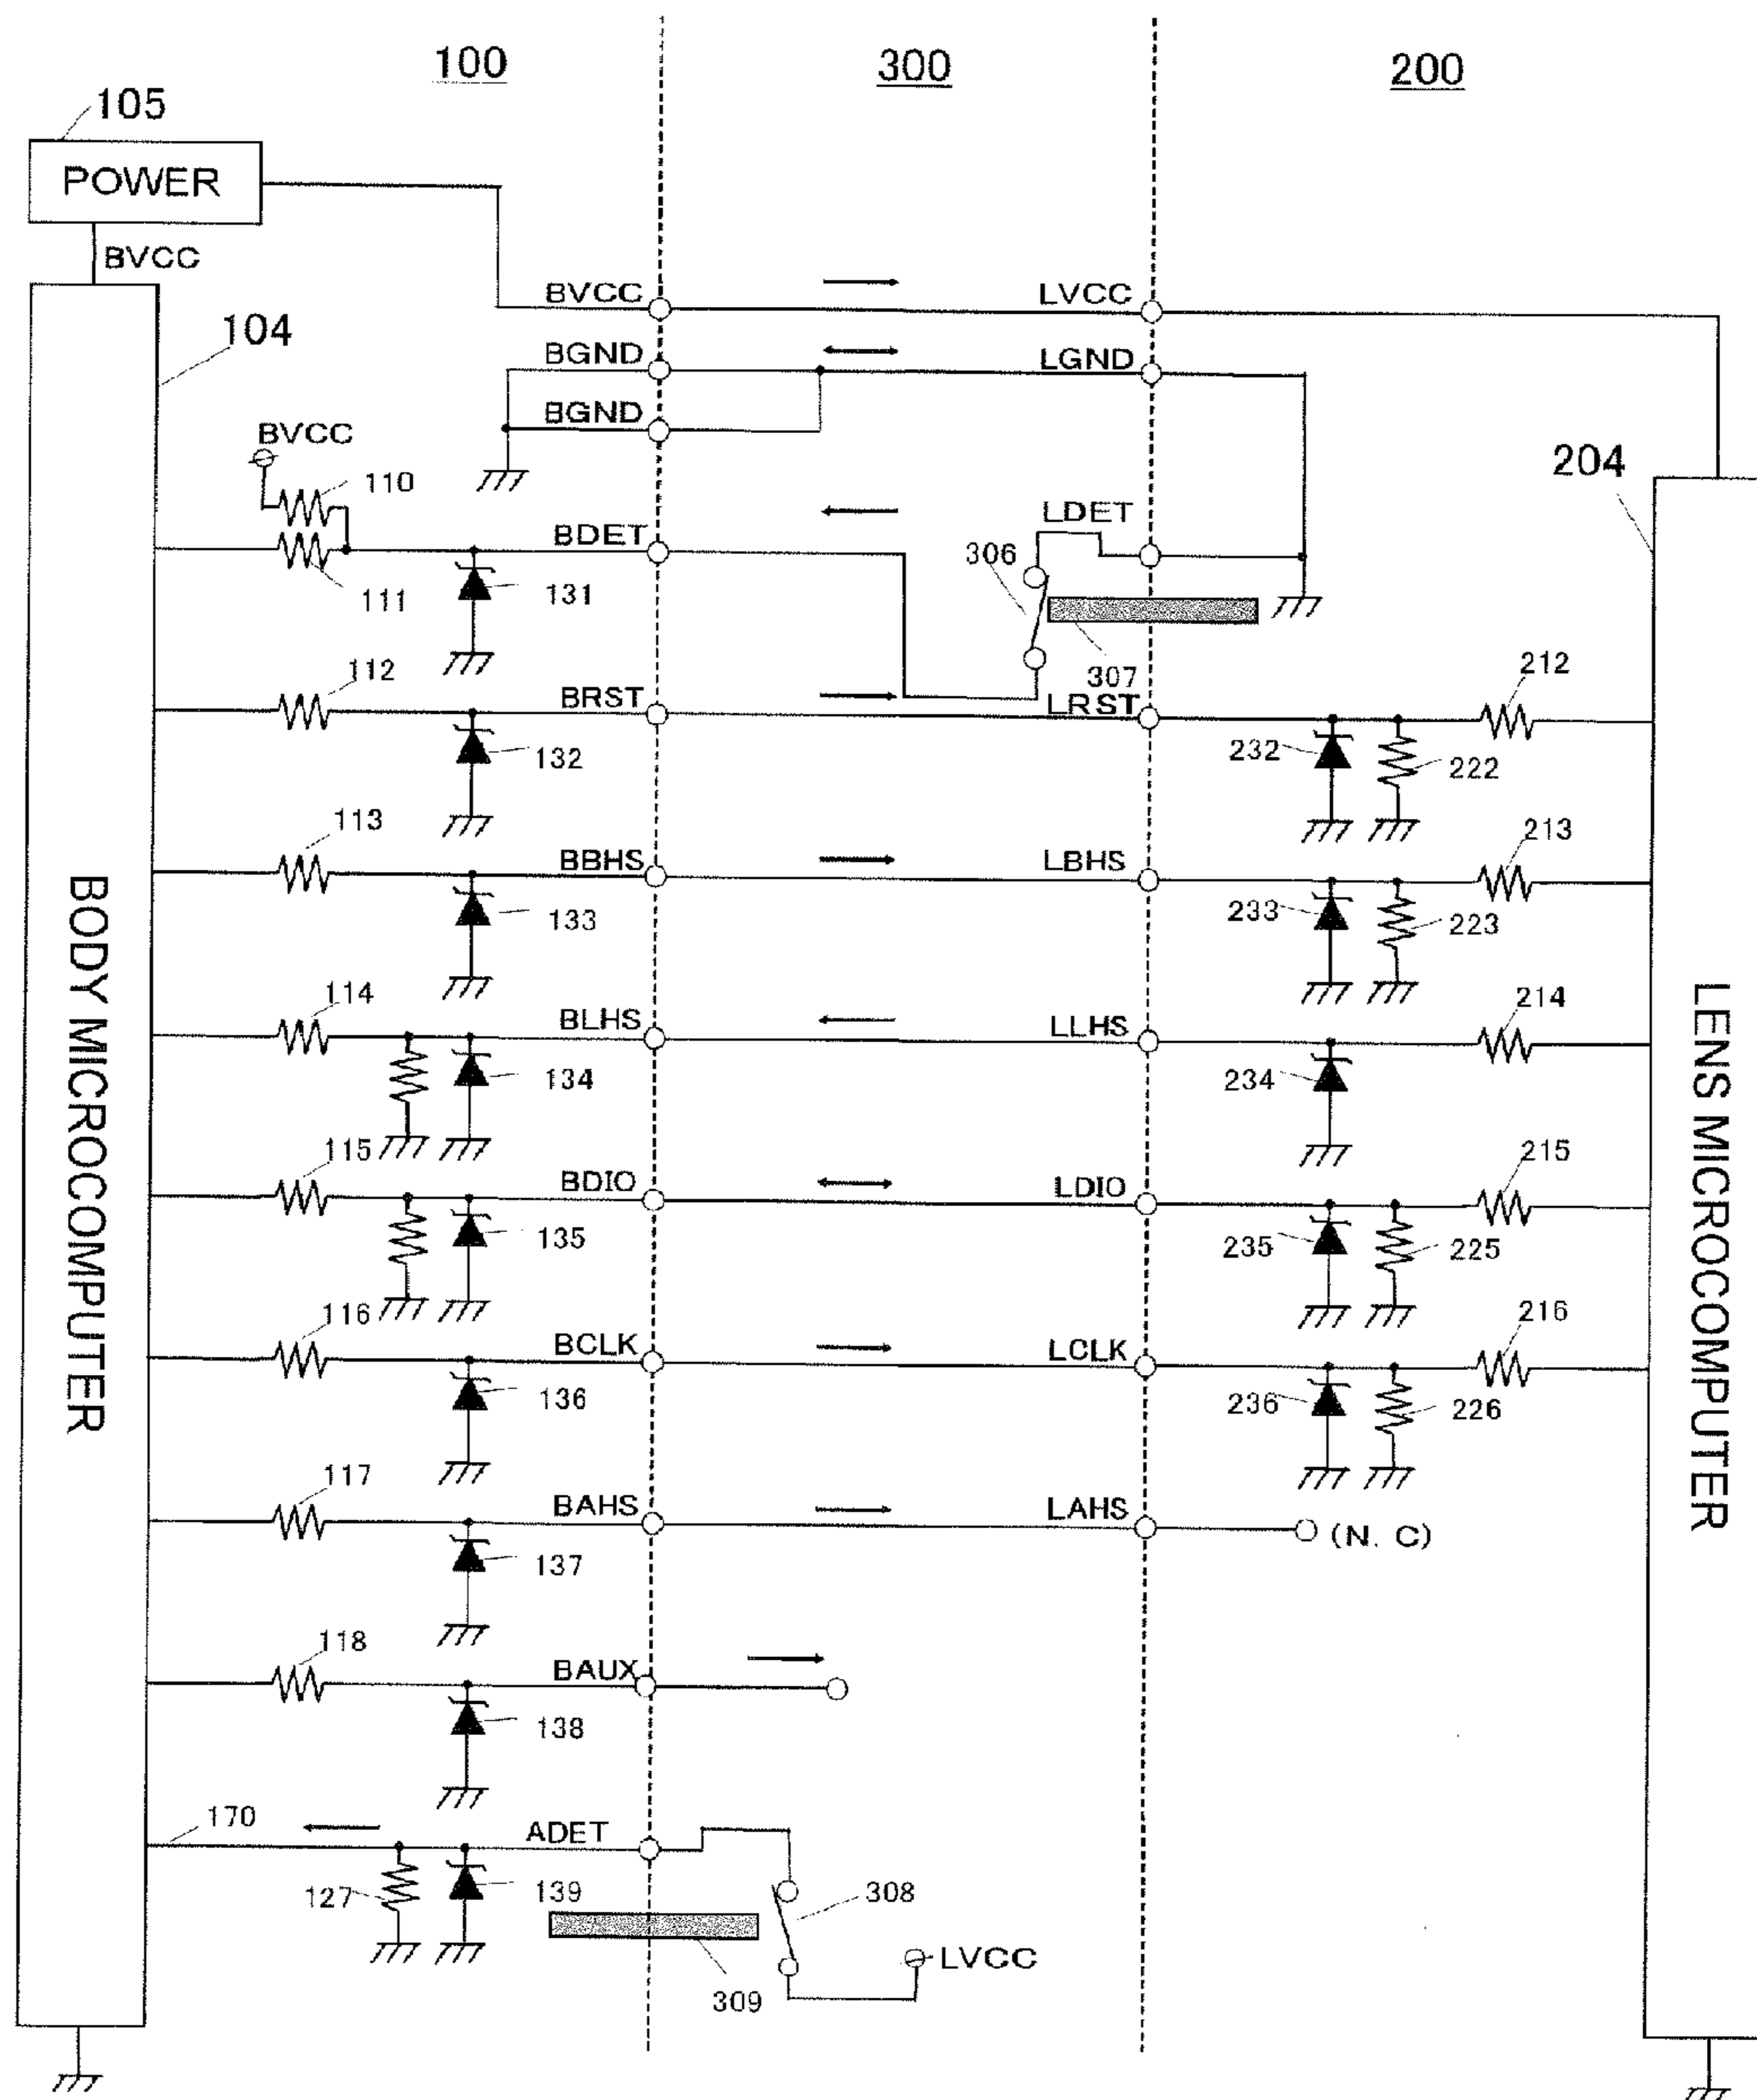 100
300
200
105
POWER
BVCC
104
BVCC
LVCC
BGND
LGND
BGND
BVCC
110
204
BDET
LDET
306
111
131
307
112
BRST
LRST
212
132
232
222
113
BBHS
LBHS
213
133
233
223
BODY MICROCOMPUTER
LENS MICROCOMPUTER
114
BLHS
LLHS
214
134
234
115
BDIO
LDIO
215
135
235
225
116
BCLK
LCLK
216
136
236
226
117
BAHS
LAHS
(N. C)
137
118
BAUX
138
170
ADET
127
139
308
309
LVCC